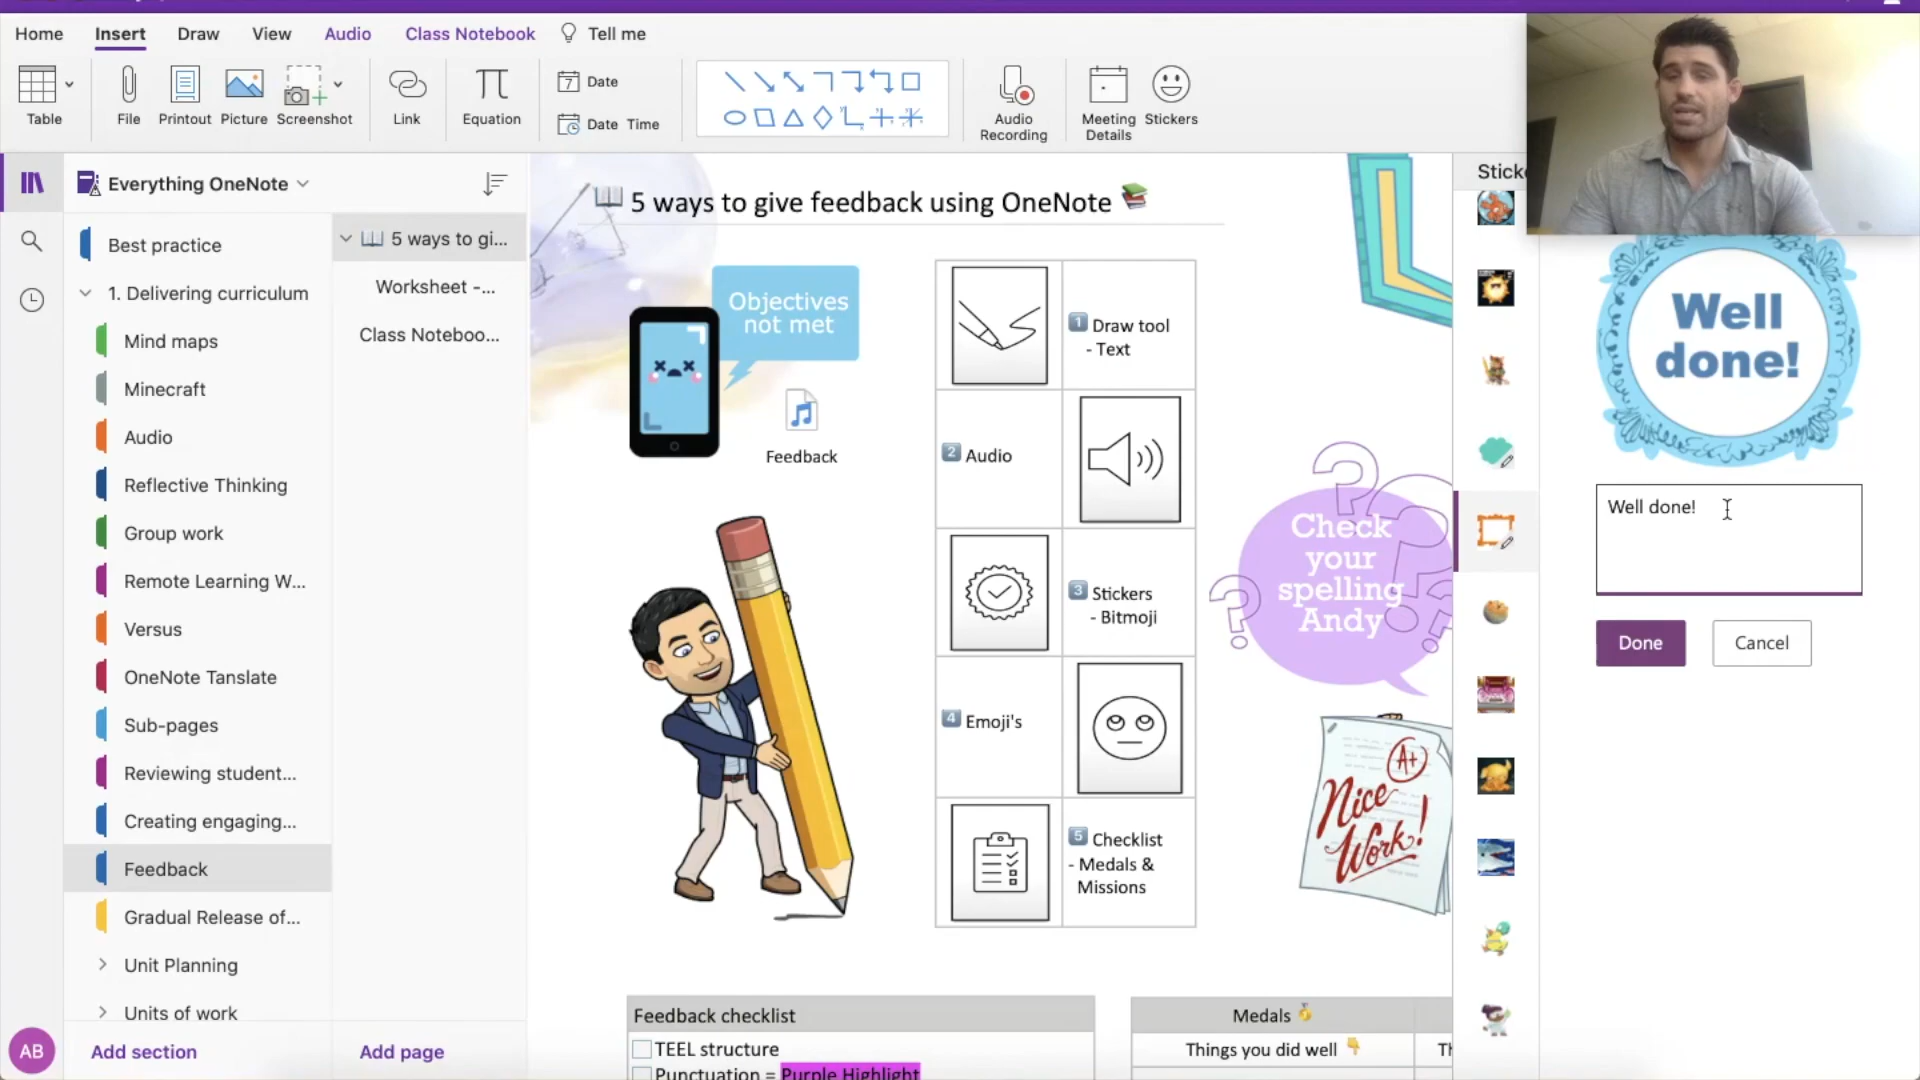 Home Insert Draw View Audio Class Notebook Tell me
Table File Printout Picture Screenshot Link Equation
Date
Date Time
Audio
Recording
Meeting
Details
Stickers
Everything OneNote
Best practice
1. Delivering curriculum
Mind maps
Minecraft
Audio
Reflective Thinking
Group work
Remote Learning W...
Versus
OneNote Tanslate
Sub-pages
Reviewing student...
Creating engaging...
Feedback
Gradual Release of...
Unit Planning
Units of work
AB
Add section
5 ways to gi...
Worksheet -...
Class Noteboo...
Add page
5 ways to give feedback using OneNote
Objectives
not met
Feedback
1 Draw tool
- Text
2 Audio
3 Stickers
- Bitmoji
4 Emoji's
5 Checklist
- Medals &
Missions
Check
your
spelling
Andy
A+
Nice
Work!
Feedback checklist
TEEL structure
Punctuation = Purple Highlight
Medals
Things you did well
Well
done!
Well done!
Done
Cancel